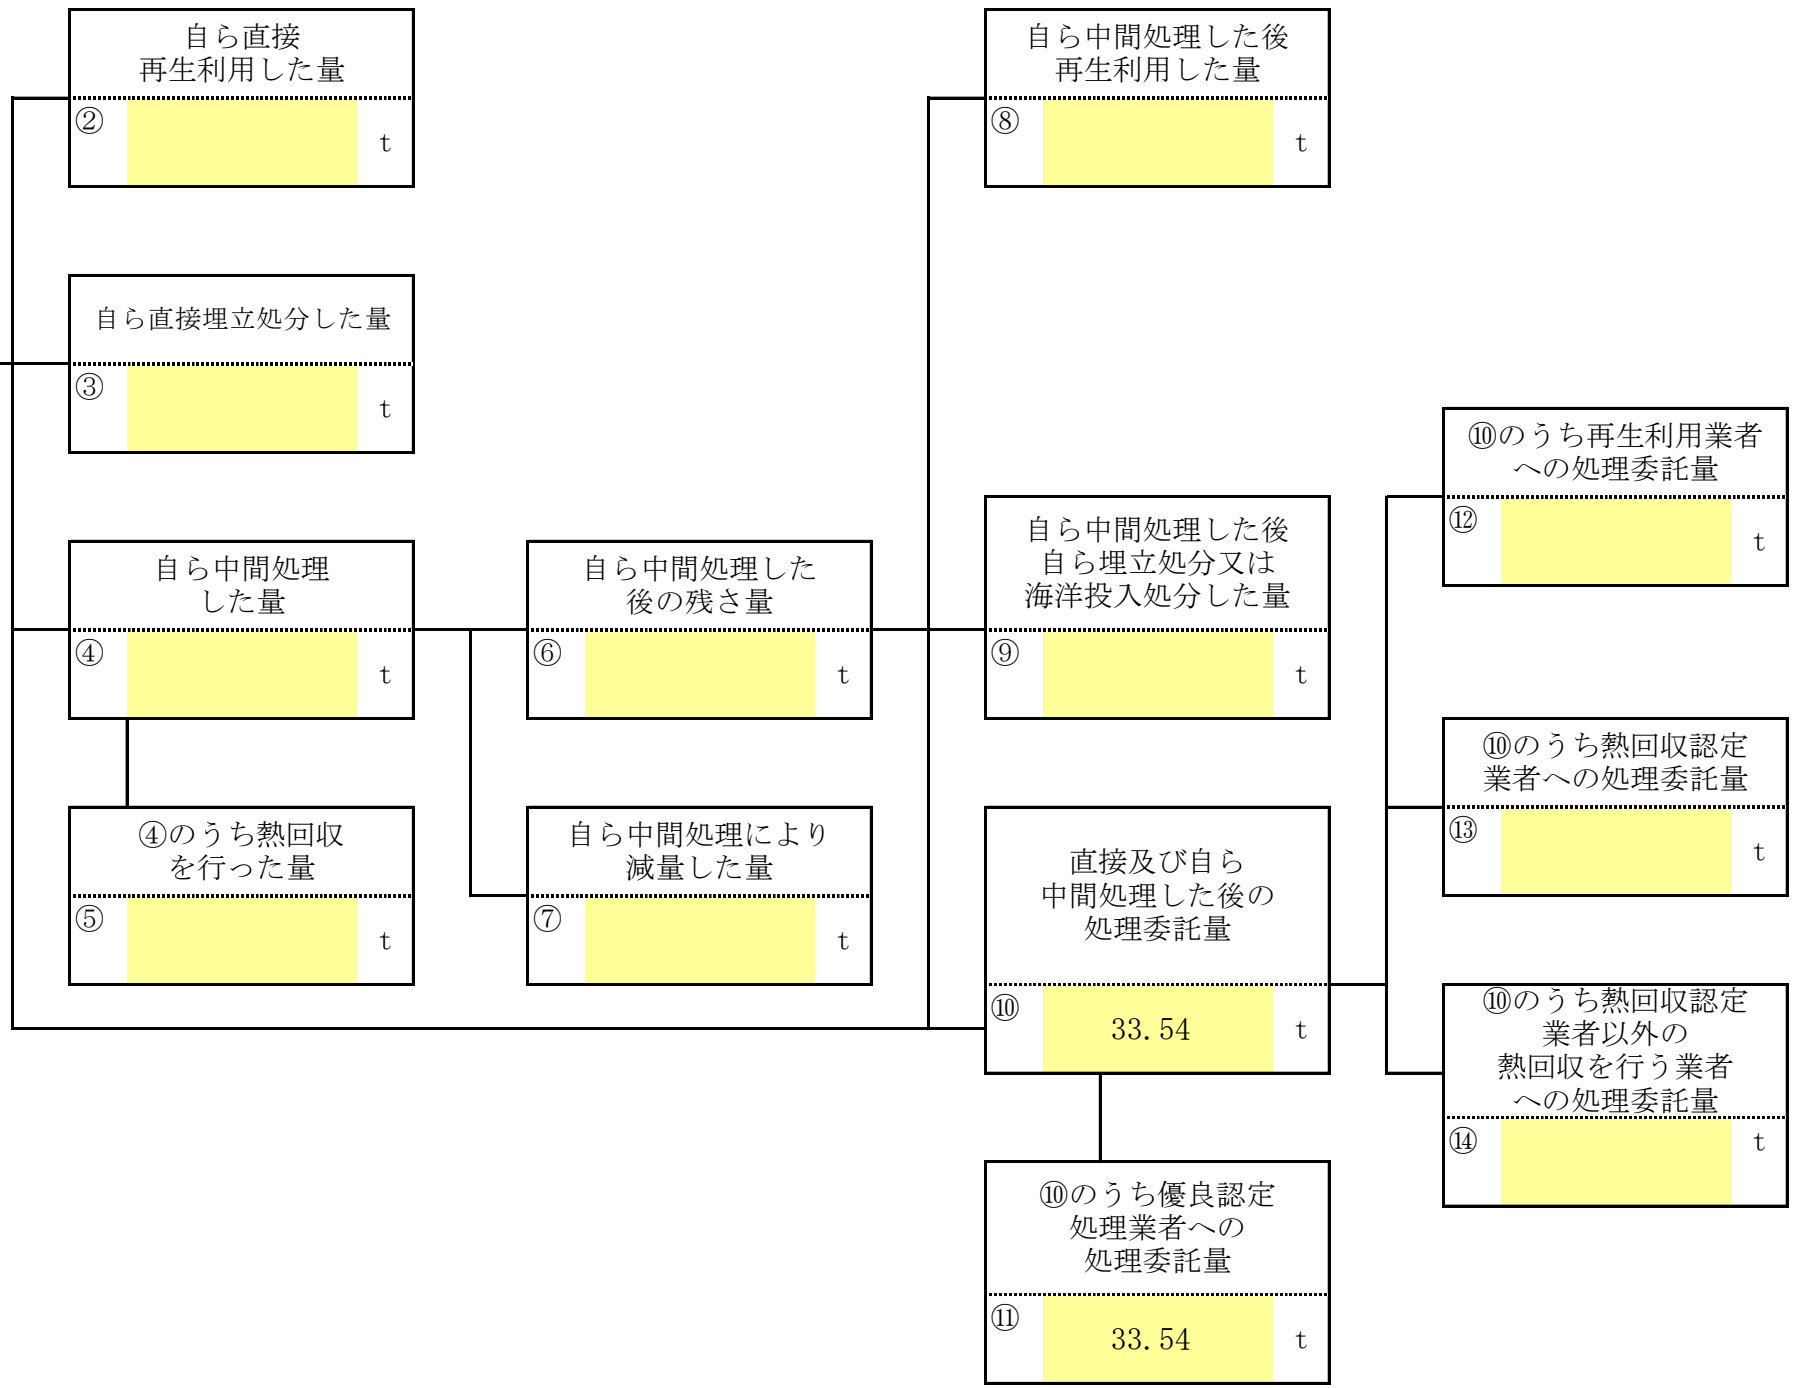 自ら直接
再生利用した量
②
t
自ら中間処理した後
再生利用した量
⑧
t
自ら直接埋立処分した量
③
t
⑩のうち再生利用業者
への処理委託量
⑫
t
自ら中間処理した後
自ら埋立処分又は
海洋投入処分した量
⑨
t
自ら中間処理
した量
④
t
自ら中間処理した
後の残さ量
⑥
t
⑩のうち熱回収認定
業者への処理委託量
⑬
t
④のうち熱回収
を行った量
⑤
t
自ら中間処理により
減量した量
⑦
t
直接及び自ら
中間処理した後の
処理委託量
⑩
33.54
t
⑩のうち熱回収認定
業者以外の
熱回収を行う業者
への処理委託量
⑭
t
⑩のうち優良認定
処理業者への
処理委託量
⑪
33.54
t